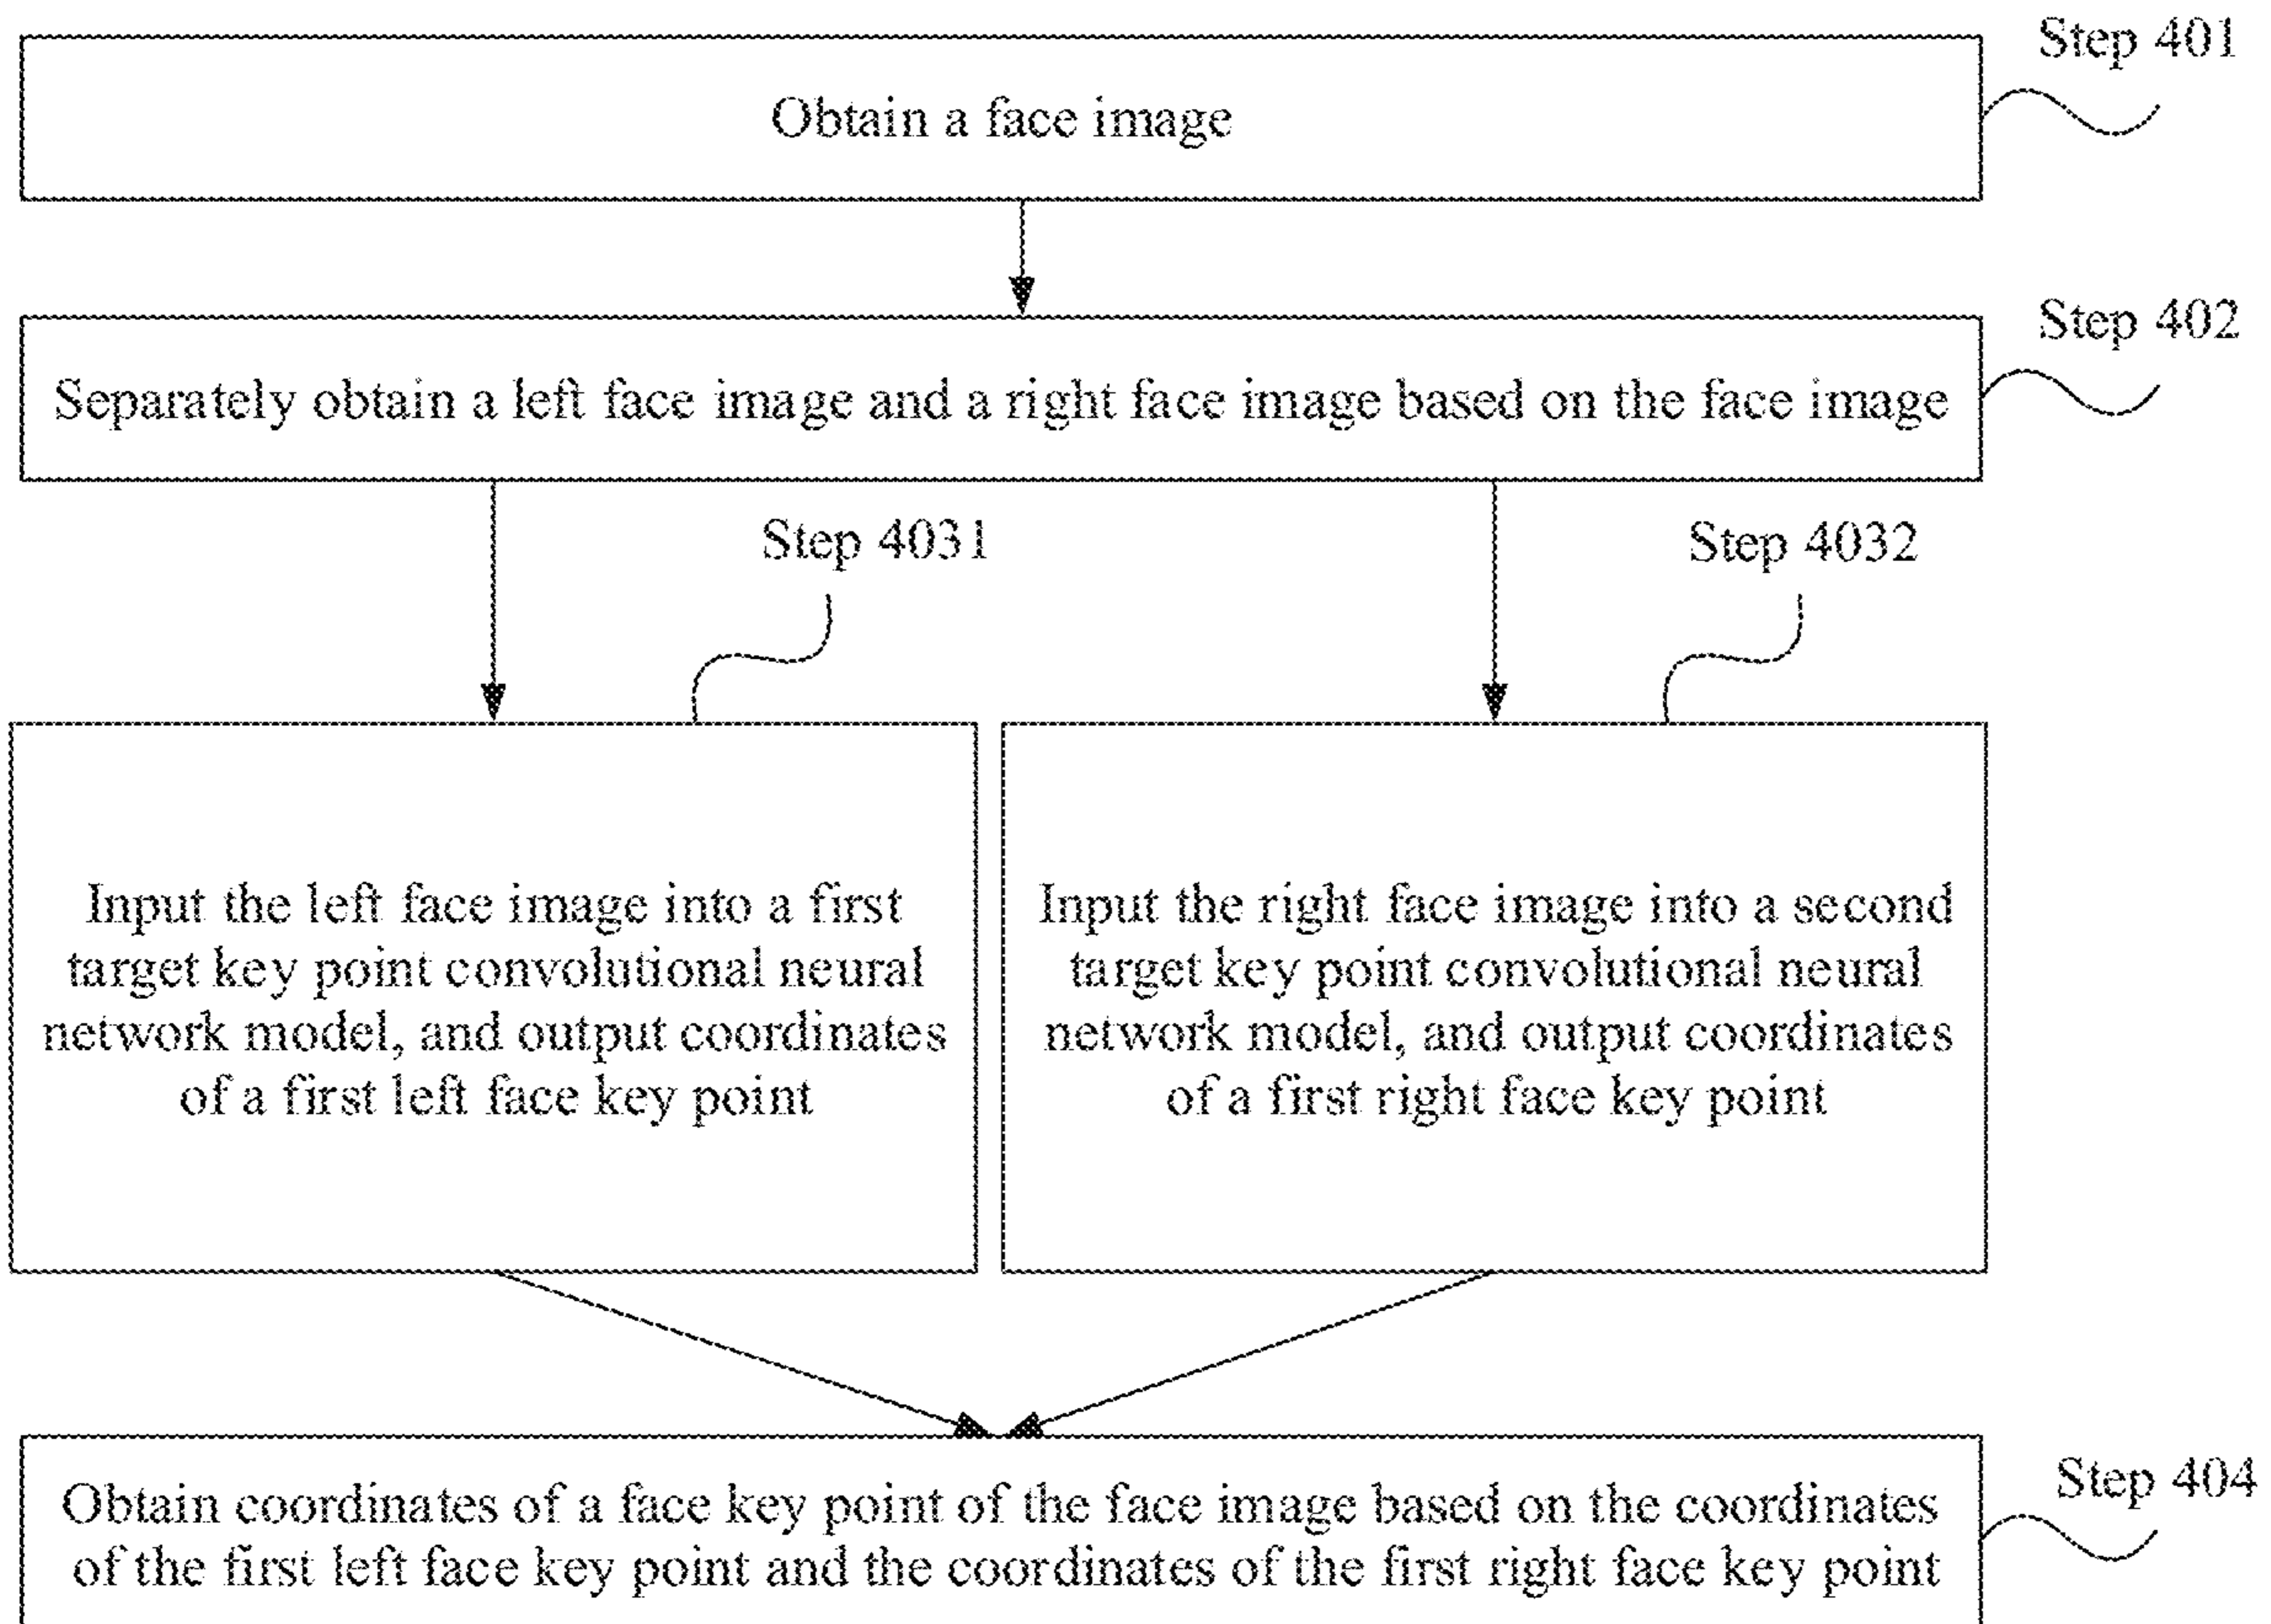 Step 401
Obtain a face image
Step 402
Separately obtain a left face image and a right face image based on the face image
Step 4031
Step 4032
Input the left face image into a first
target key point convolutional neural
network model, and output coordinates
of a first left face key point
Input the right face image into a second
target key point convolutional neural
network model, and output coordinates
of a first right face key point
Step 404
Obtain coordinates of a face key point of the face image based on the coordinates
of the first left face key point and the coordinates of the first right face key point